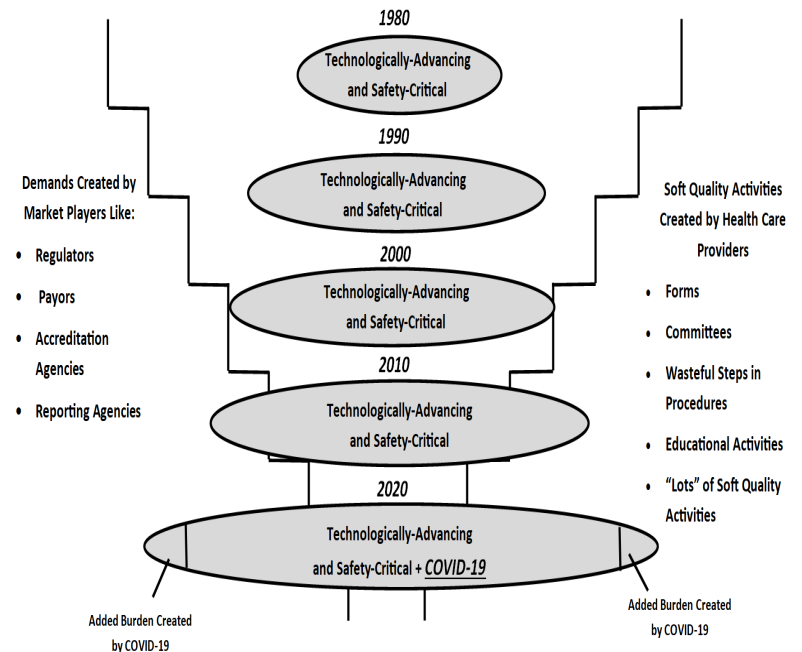 1980
Technologically-Advancing
and Safety-Critical
1990
Technologically-Advancing
and Safety-Critical
2000
Technologically-Advancing
and Safety-Critical
2010
Technologically-Advancing
and Safety-Critical
2020
Technologically-Advancing
and Safety-Critical + COVID-19
Demands Created by
Market Players Like:
• Regulators
• Payors
• Accreditation
Agencies
• Reporting Agencies
Soft Quality Activities
Created by Health Care
Providers
• Forms
• Committees
• Wasteful Steps in
Procedures
• Educational Activities
• “Lots” of Soft Quality
Activities
Added Burden Created
by COVID-19
Added Burden Created
by COVID-19